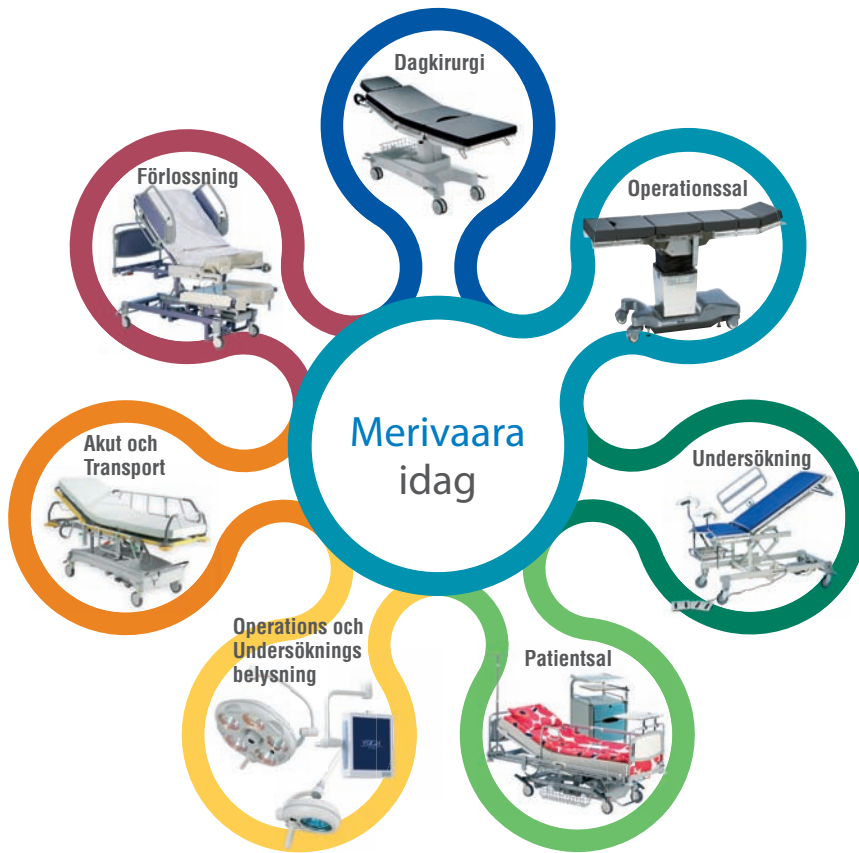 Dagkirurgi
Förlossning
Operationssal
Merivaara
idag
Akut och
Transport
Undersökning
Operations och
Undersöknings
belysning
Patientsal